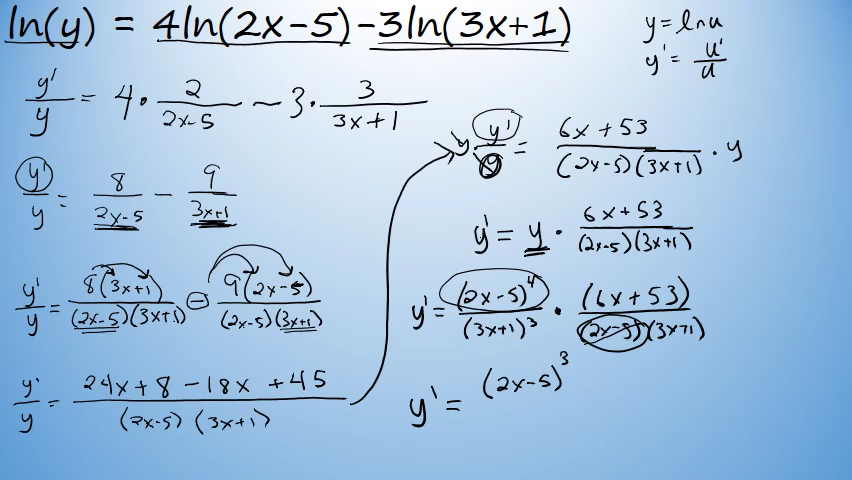 ln(y) = 4ln(2x-5)-3ln(3x+1)
y = ln u
y' = u'/u
y'/y = 4 · 2/(2x-5) - 3 · 3/(3x+1)
y'/y = 8/(2x-5) - 9/(3x+1)
y'/y = 8(3x+1)/((2x-5)(3x+1)) - 9(2x-5)/((2x-5)(3x+1))
y'/y = (24x+8-18x+45)/((2x-5)(3x+1))
y · y'/y = (6x+53)/((2x-5)(3x+1)) · y
y' = y · (6x+53)/((2x-5)(3x+1))
y' = (2x-5)^4/(3x+1)^3 · (6x+53)/((2x-5)(3x+1))
y' = (2x-5)^3